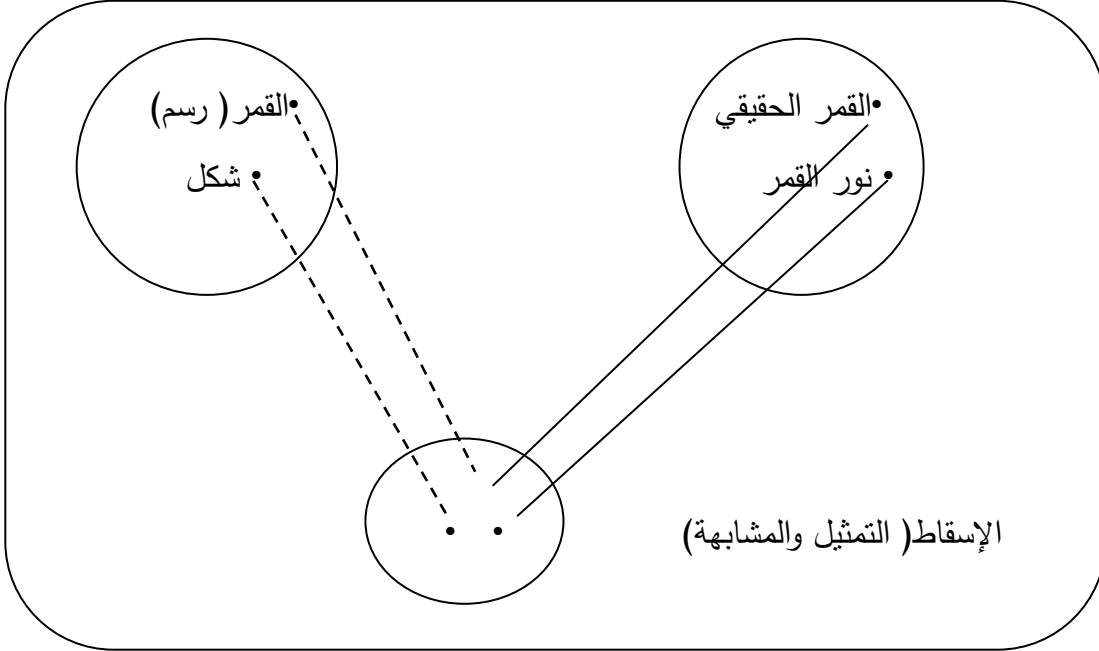 القمر الحقيقي
نور القمر
القمر( رسم)
شكل
الإسقاط( التمثيل والمشابهة)